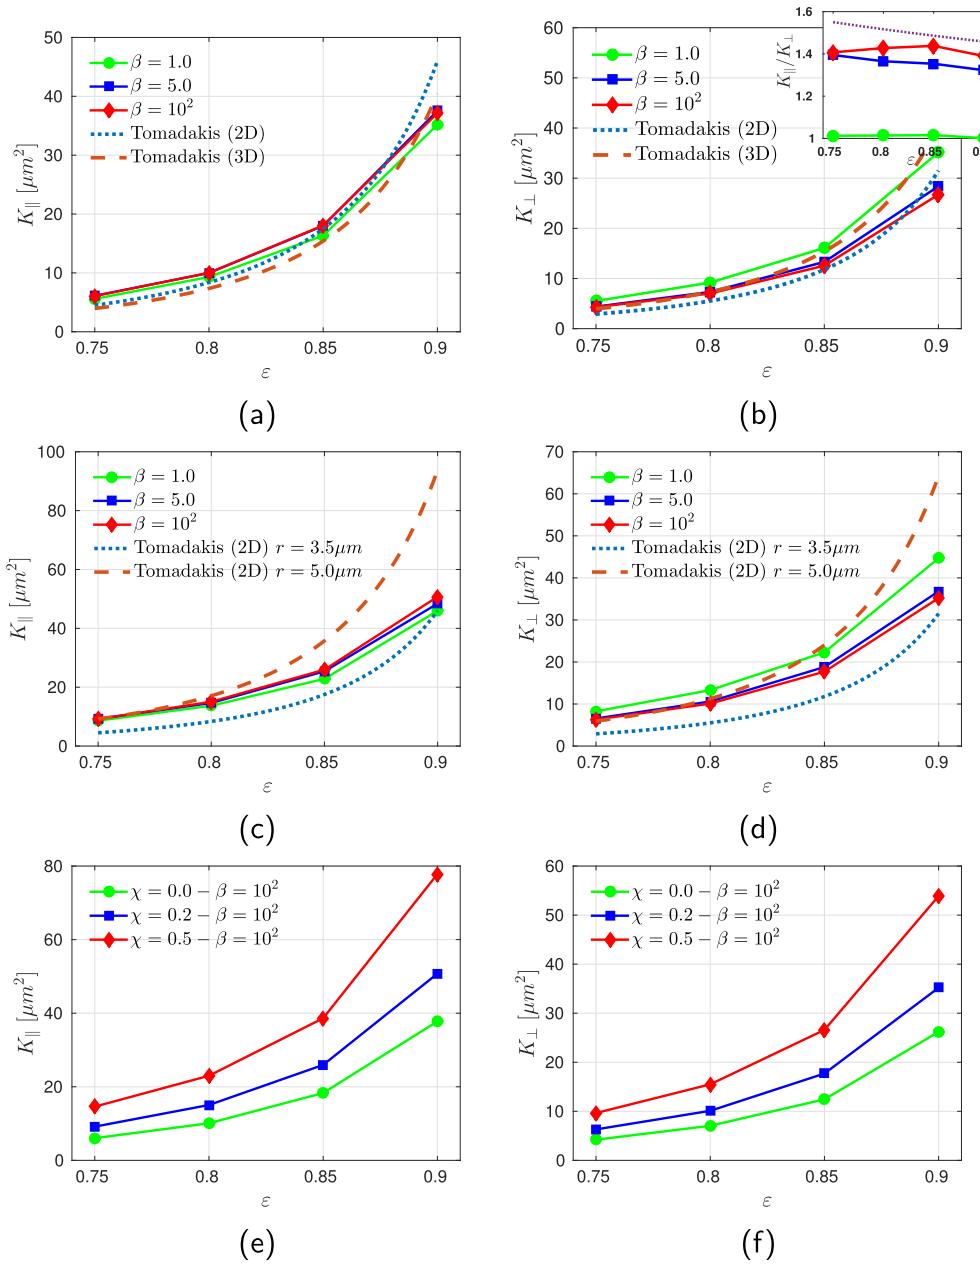 50
40
30
20
10
0
K∥ [μm²]
β = 1.0
β = 5.0
β = 10²
Tomadakis (2D)
Tomadakis (3D)
0.75 0.8 0.85 0.9
ε
(a)
60
50
40
30
20
10
0
K⊥ [μm²]
β = 1.0
β = 5.0
β = 10²
Tomadakis (2D)
Tomadakis (3D)
1.6
1.4
1.2
1
K∥/K⊥
0.75 0.8 0.85 0.
ε
0.75 0.8 0.85 0.9
ε
(b)
100
80
60
40
20
0
K∥ [μm²]
β = 1.0
β = 5.0
β = 10²
Tomadakis (2D) r = 3.5μm
Tomadakis (2D) r = 5.0μm
0.75 0.8 0.85 0.9
ε
(c)
70
60
50
40
30
20
10
0
K⊥ [μm²]
β = 1.0
β = 5.0
β = 10²
Tomadakis (2D) r = 3.5μm
Tomadakis (2D) r = 5.0μm
0.75 0.8 0.85 0.9
ε
(d)
80
60
40
20
0
K∥ [μm²]
χ = 0.0 − β = 10²
χ = 0.2 − β = 10²
χ = 0.5 − β = 10²
0.75 0.8 0.85 0.9
ε
(e)
60
50
40
30
20
10
0
K⊥ [μm²]
χ = 0.0 − β = 10²
χ = 0.2 − β = 10²
χ = 0.5 − β = 10²
0.75 0.8 0.85 0.9
ε
(f)